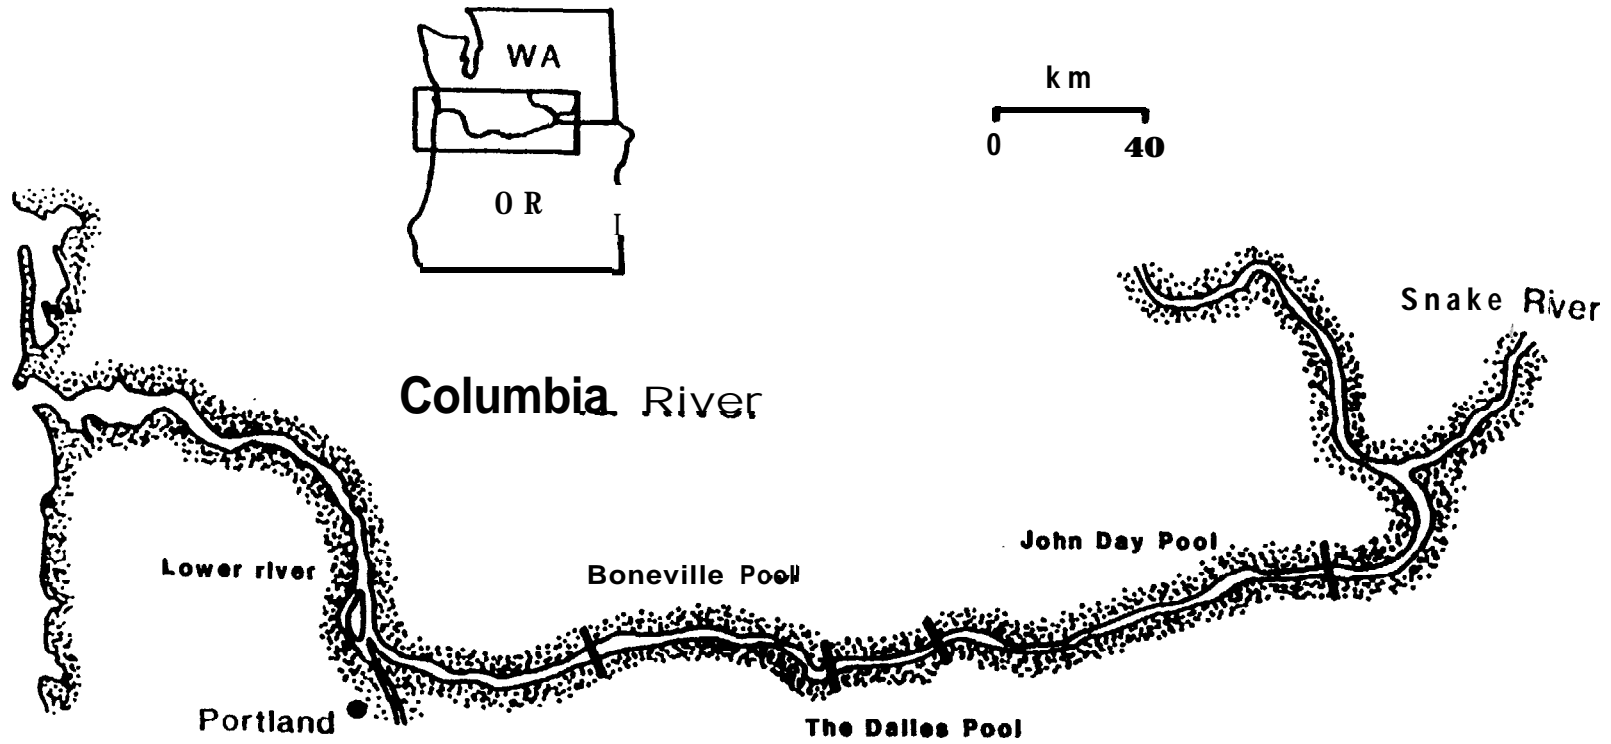 WA
km
0 40
O R
I
Snake River
Columbia River
John Day Pool
Lower river
Boneville Pool
Portland
The Dalles Pool